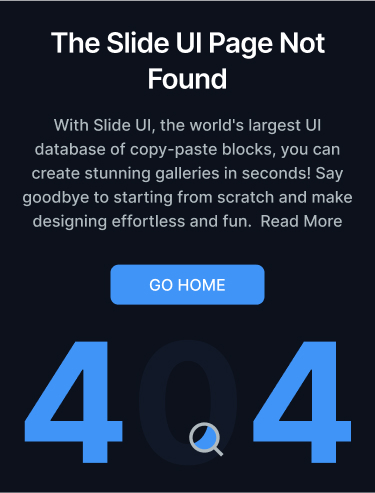 The Slide UI Page Not
Found
With Slide UI, the world's largest UI
database of copy-paste blocks, you can
create stunning galleries in seconds! Say
goodbye to starting from scratch and make
designing effortless and fun.  Read More
GO HOME
404